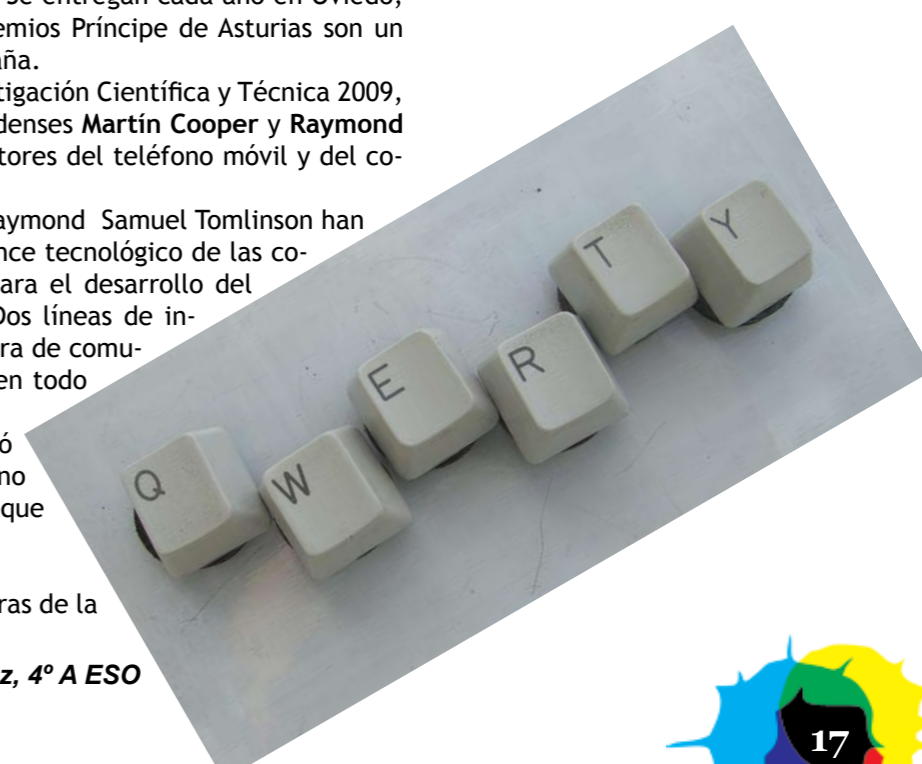 se entregan cada año en Oviedo,
emios Príncipe de Asturias son un
aña.
tigación Científica y Técnica 2009,
denses Martín Cooper y Raymond
tores del teléfono móvil y del co-
aymond Samuel Tomlinson han
nce tecnológico de las co-
ara el desarrollo del
Dos líneas de in-
ra de comu-
en todo
ó
no
que
ras de la
z, 4º A ESO
Q W E R T Y
17